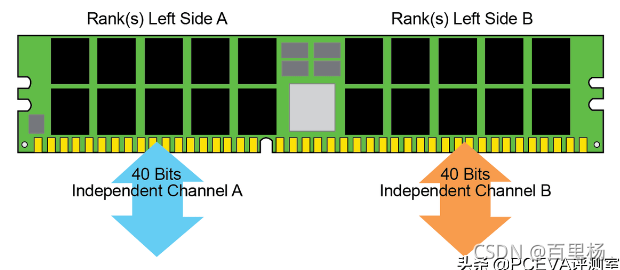 Rank(s) Left Side A
Rank(s) Left Side B
40 Bits
Independent Channel A
40 Bits
Independent Channel B
CSDN @百里杨
头条 @PCEVA评测室